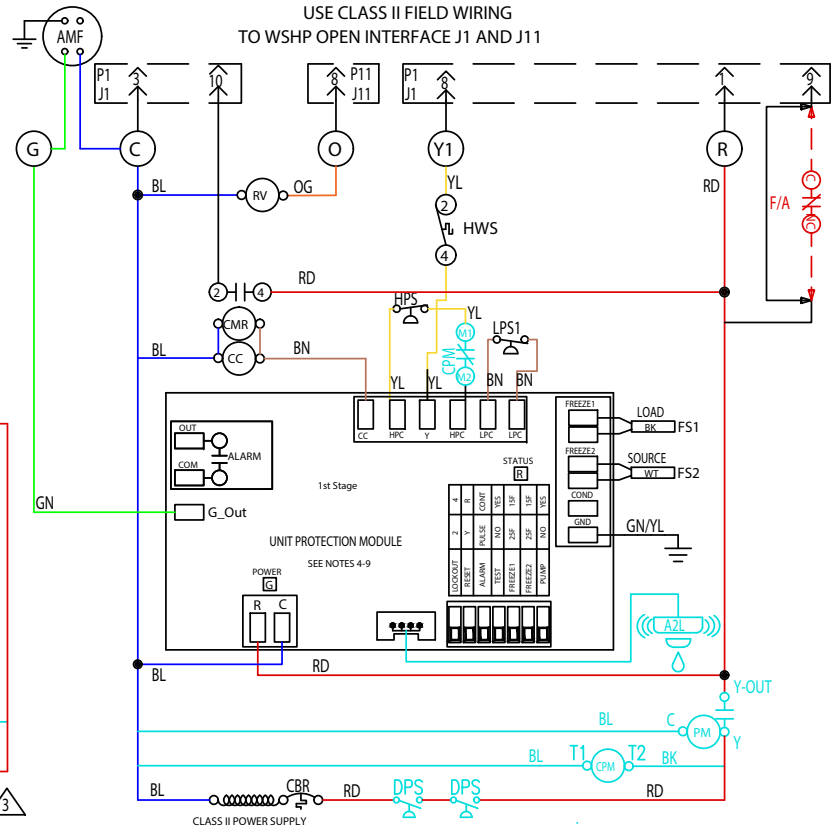 USE CLASS II FIELD WIRING
TO WSHP OPEN INTERFACE J1 AND J11
AMF
P1
J1
3
10
8
P11
J11
P1
J1
8
1
9
G
C
O
Y1
R
BL
RV
OG
YL
RD
F/A
C
NC
2
HWS
4
2
4
RD
CMR
CC
BL
BN
HPS
YL
M1
CPM
M2
LPS1
YL
YL
BN
BN
CC
HPC
Y
HPC
LPC
LPC
OUT
COM
ALARM
1st Stage
STATUS
R
FREEZE1
FREEZE2
COND
GND
LOAD
BK
FS1
SOURCE
WT
FS2
GN/YL
GN
G_Out
UNIT PROTECTION MODULE
SEE NOTES 4-9
LOCKOUT 2 4
RESET Y R
ALARM PULSE CONT
TEST NO YES
FREEZE1 25F 15F
FREEZE2 25F 15F
PUMP NO YES
POWER
G
R C
A2L
BL
RD
Y-OUT
BL
C
PM
Y
BL
T1
CPM
T2
BK
BL
CBR
RD
DPS
DPS
RD
CLASS II POWER SUPPLY
3